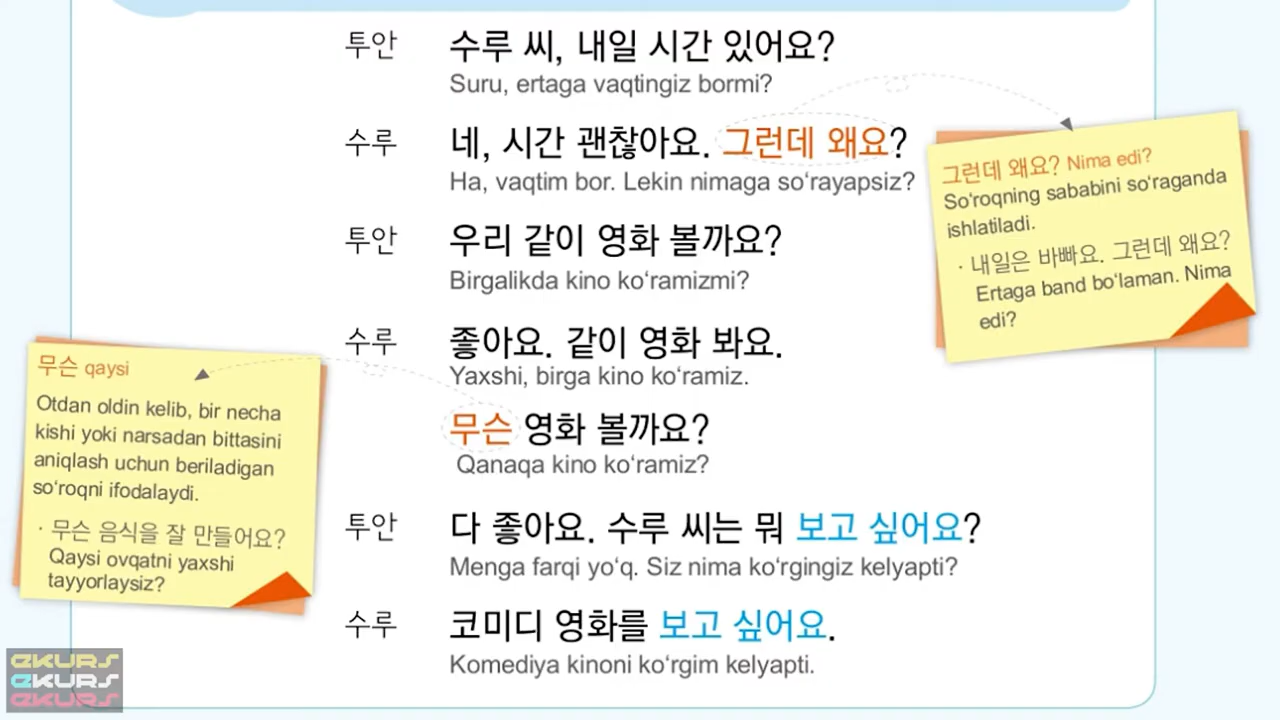 투안 수루 씨, 내일 시간 있어요?
Suru, ertaga vaqtingiz bormi?
수루 네, 시간 괜찮아요. 그런데 왜요?
Ha, vaqtim bor. Lekin nimaga so‘rayapsiz?
투안 우리 같이 영화 볼까요?
Birgalikda kino ko‘ramizmi?
수루 좋아요. 같이 영화 봐요.
Yaxshi, birga kino ko‘ramiz.
무슨 영화 볼까요?
Qanaqa kino ko‘ramiz?
투안 다 좋아요. 수루 씨는 뭐 보고 싶어요?
Menga farqi yo‘q. Siz nima ko‘rgingiz kelyapti?
수루 코미디 영화를 보고 싶어요.
Komediya kinoni ko‘rgim kelyapti.
그런데 왜요? Nima edi?
So‘roqning sababini so‘raganda
ishlatiladi.
· 내일은 바빠요. 그런데 왜요?
Ertaga band bo‘laman. Nima
edi?
무슨 qaysi
Otdan oldin kelib, bir necha
kishi yoki narsadan bittasini
aniqlash uchun beriladigan
so‘roqni ifodalaydi.
· 무슨 음식을 잘 만들어요?
Qaysi ovqatni yaxshi
tayyorlaysiz?
EKURS
EKURS
EKURS